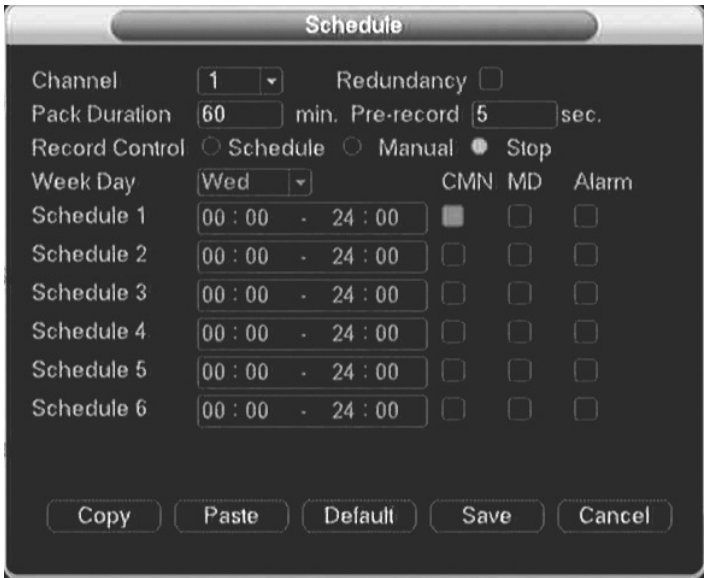 Schedule
Channel 1 Redundancy
Pack Duration 60 min. Pre-record 5 sec.
Record Control Schedule Manual Stop
Week Day Wed CMN MD Alarm
Schedule 1 00 : 00 - 24 : 00
Schedule 2 00 : 00 - 24 : 00
Schedule 3 00 : 00 - 24 : 00
Schedule 4 00 : 00 - 24 : 00
Schedule 5 00 : 00 - 24 : 00
Schedule 6 00 : 00 - 24 : 00
Copy Paste Default Save Cancel